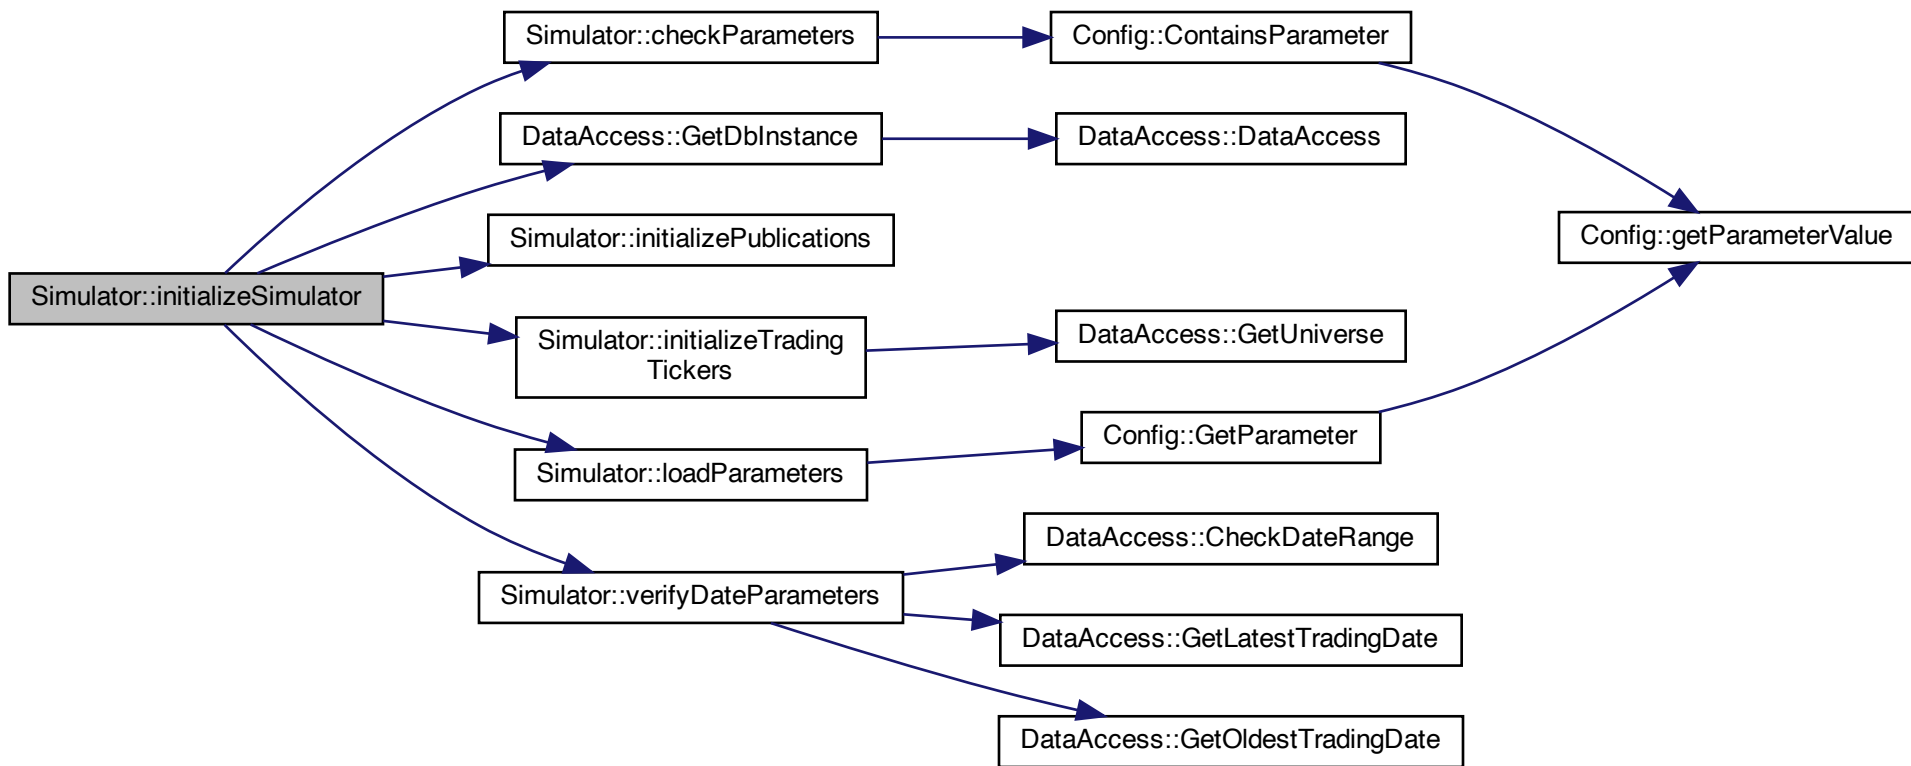 Simulator::initializeSimulator
Simulator::checkParameters
DataAccess::GetDbInstance
Simulator::initializePublications
Simulator::initializeTrading
Tickers
Simulator::loadParameters
Simulator::verifyDateParameters
Config::ContainsParameter
DataAccess::DataAccess
DataAccess::GetUniverse
Config::GetParameter
DataAccess::CheckDateRange
DataAccess::GetLatestTradingDate
DataAccess::GetOldestTradingDate
Config::getParameterValue